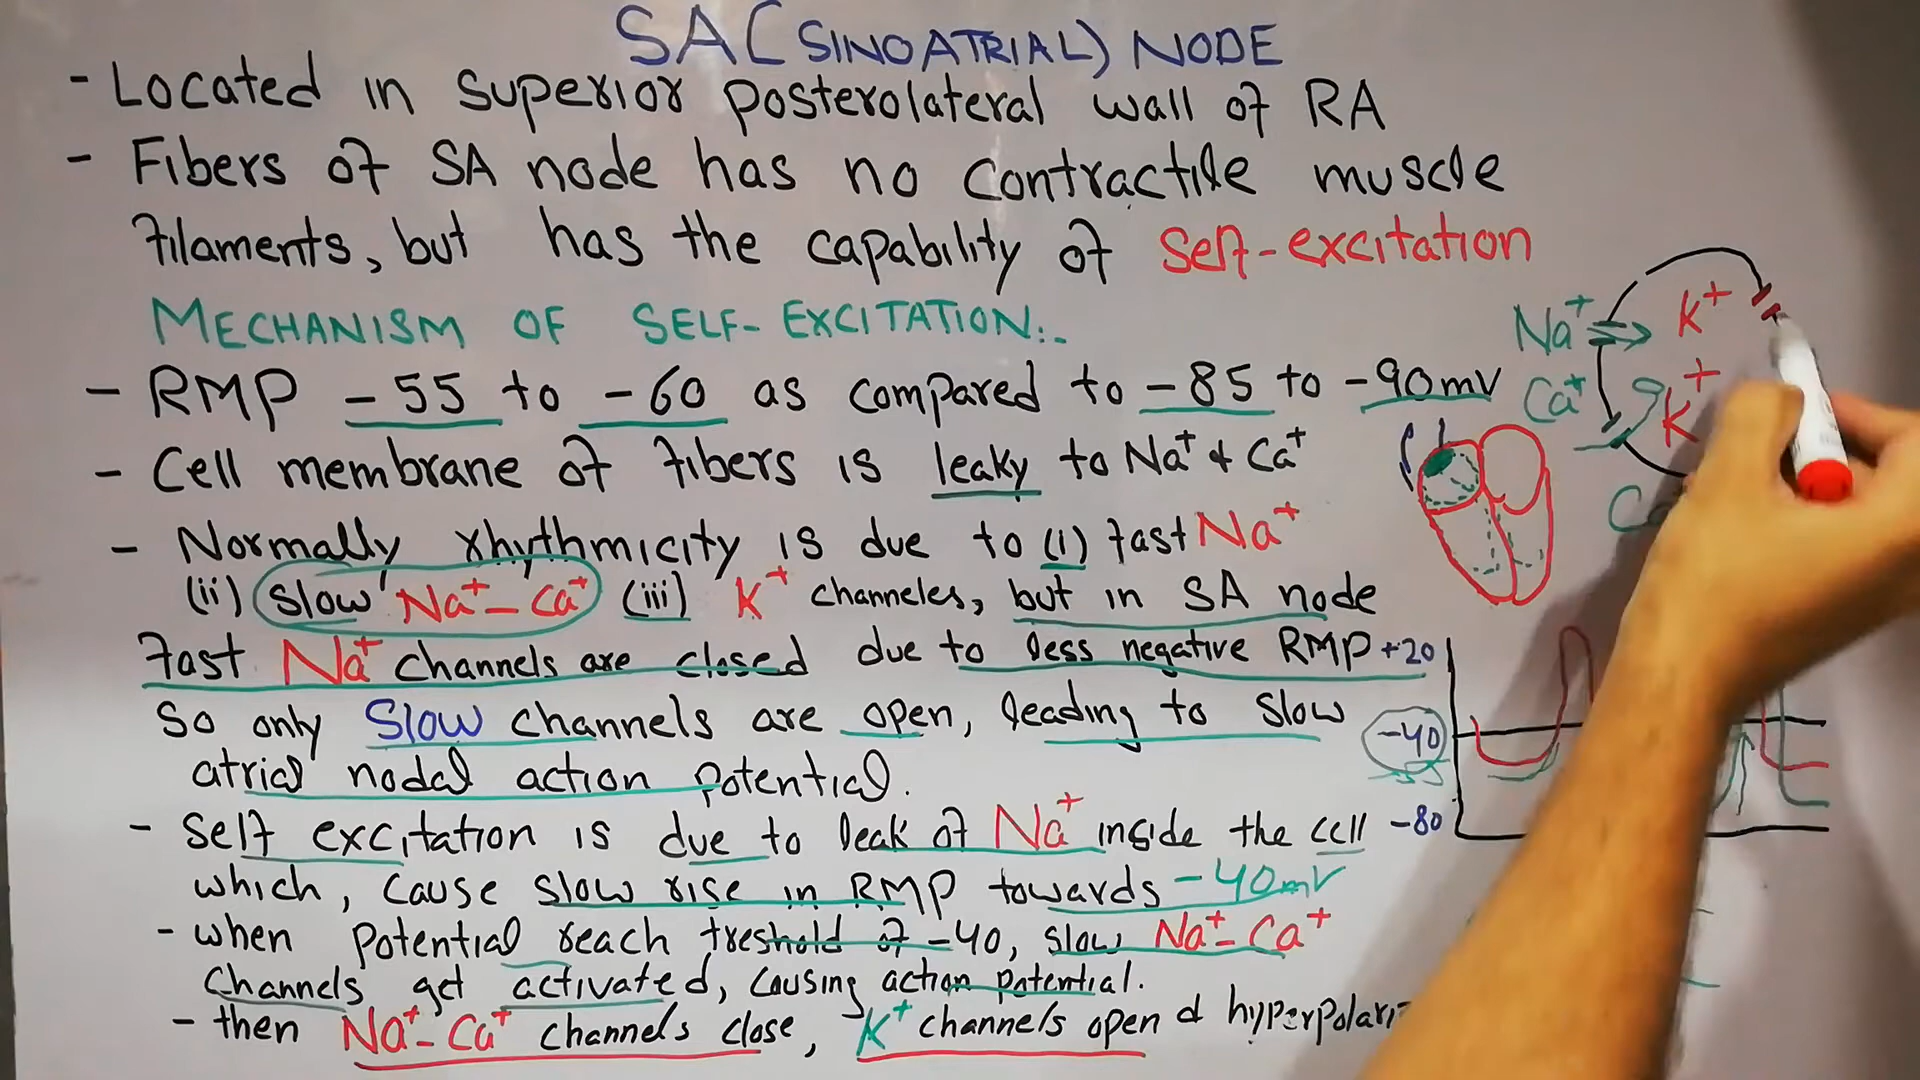 SA (SINOATRIAL) NODE
- Located in superior posterolateral wall of RA
- Fibers of SA node has no contractile muscle
filaments, but has the capability of self-excitation
MECHANISM OF SELF-EXCITATION:-
- RMP -55 to -60 as compared to -85 to -90mV
- Cell membrane of fibers is leaky to Na+ & Ca+
- Normally rhythmicity is due to (i) fast Na+
(ii) slow Na+-Ca+ (iii) K+ channeles, but in SA node
fast Na+ channels are closed due to less negative RMP
So only Slow channels are open, leading to slow
atrial nodal action potential.
- Self excitation is due to leak of Na+ inside the cell
which, cause slow rise in RMP towards -40mV
- when potential reach treshold of -40, slow Na+-Ca+
channels get activated, causing action potential.
- then Na+-Ca+ channels close, K+ channels open &
Na+ K+
Ca+ K+
+20
-40
-55
-80